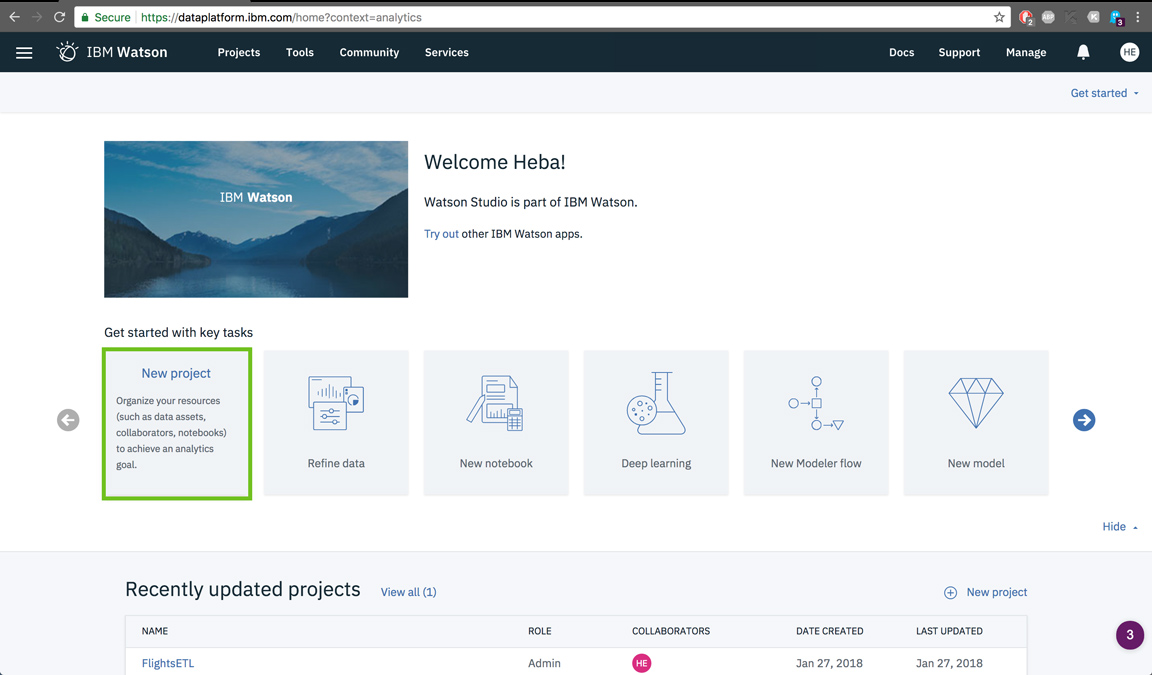 Secure https://dataplatform.ibm.com/home?context=analytics
2
ABP
K
3
IBM Watson Projects Tools Community Services Docs Support Manage HE
Get started
IBM Watson
Welcome Heba!
Watson Studio is part of IBM Watson.
Try out other IBM Watson apps.
Get started with key tasks
New project
Organize your resources
(such as data assets,
collaborators, notebooks)
to achieve an analytics
goal.
Refine data
New notebook
Deep learning
New Modeler flow
New model
Hide
Recently updated projects View all (1) New project
NAME ROLE COLLABORATORS DATE CREATED LAST UPDATED
FlightsETL Admin HE Jan 27, 2018 Jan 27, 2018
3